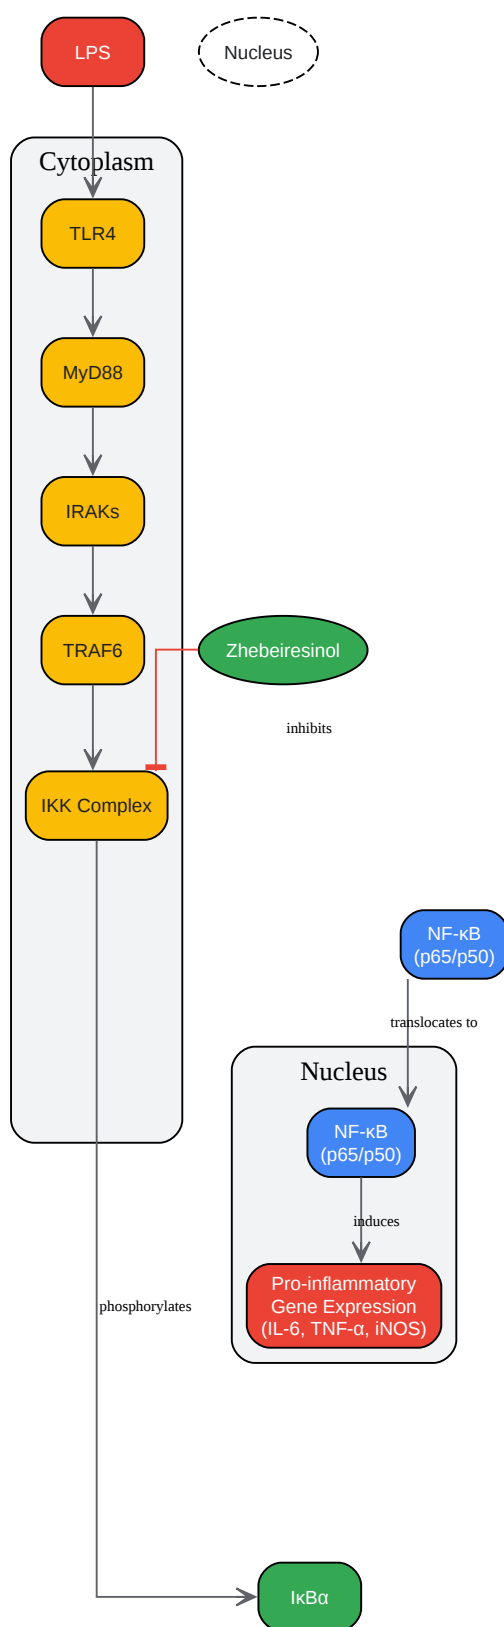 LPS
Nucleus
Cytoplasm
TLR4
MyD88
IRAKs
TRAF6
Zhebeiresinol
inhibits
IKK Complex
NF-κB
(p65/p50)
translocates to
Nucleus
NF-κB
(p65/p50)
induces
Pro-inflammatory
Gene Expression
(IL-6, TNF-α, iNOS)
phosphorylates
IκBα